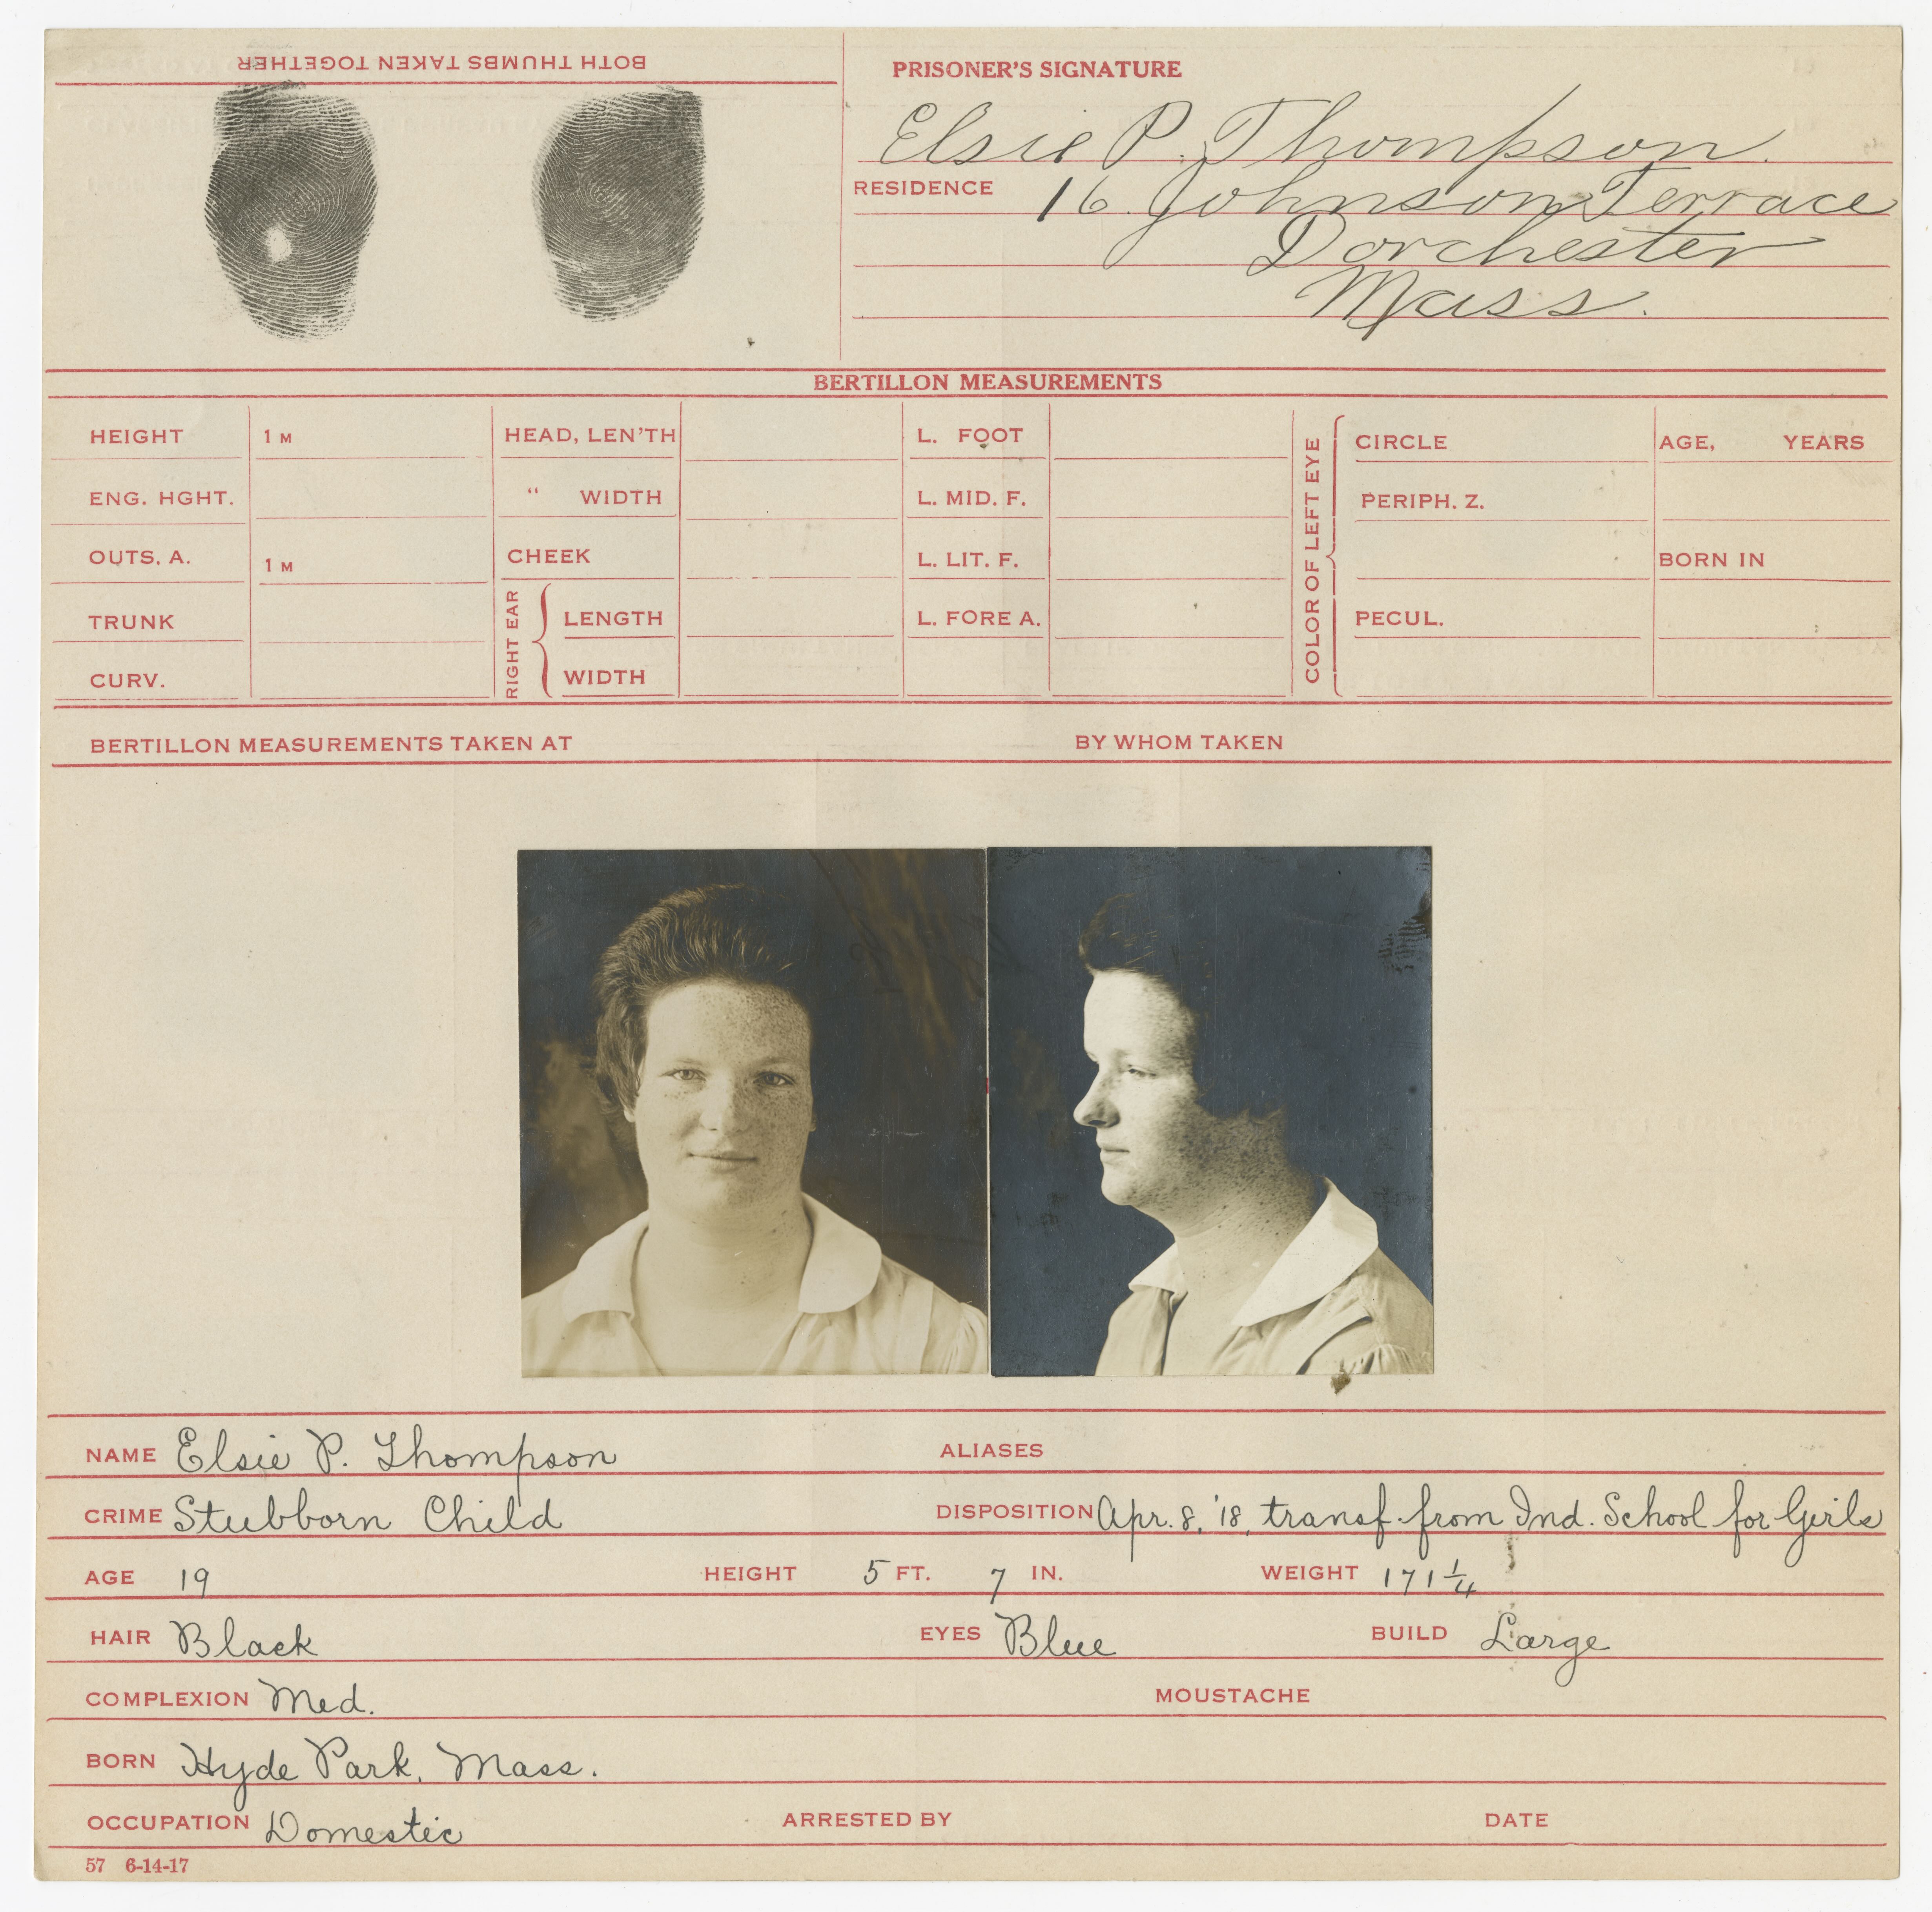 BOTH THUMBS TAKEN TOGETHER
PRISONER'S SIGNATURE
Elsie P. Thompson.
RESIDENCE 16 Johnson Terrace
Dorchester
Mass.
BERTILLON MEASUREMENTS
HEIGHT 1 M HEAD, LEN'TH L. FOOT CIRCLE AGE, YEARS
ENG. HGHT. " WIDTH L. MID. F. PERIPH. Z.
OUTS. A. 1 M CHEEK L. LIT. F. BORN IN
TRUNK LENGTH L. FORE A. PECUL.
CURV. WIDTH
RIGHT EAR
COLOR OF LEFT EYE
BERTILLON MEASUREMENTS TAKEN AT BY WHOM TAKEN
NAME Elsie P. Thompson ALIASES
CRIME Stubborn Child DISPOSITION Apr. 8, '18, transf. from Ind. School for Girls
AGE 19 HEIGHT 5 FT. 7 IN. WEIGHT 171 1/4
HAIR Black EYES Blue BUILD Large
COMPLEXION Med. MOUSTACHE
BORN Hyde Park, Mass.
OCCUPATION Domestic ARRESTED BY DATE
57 6-14-17